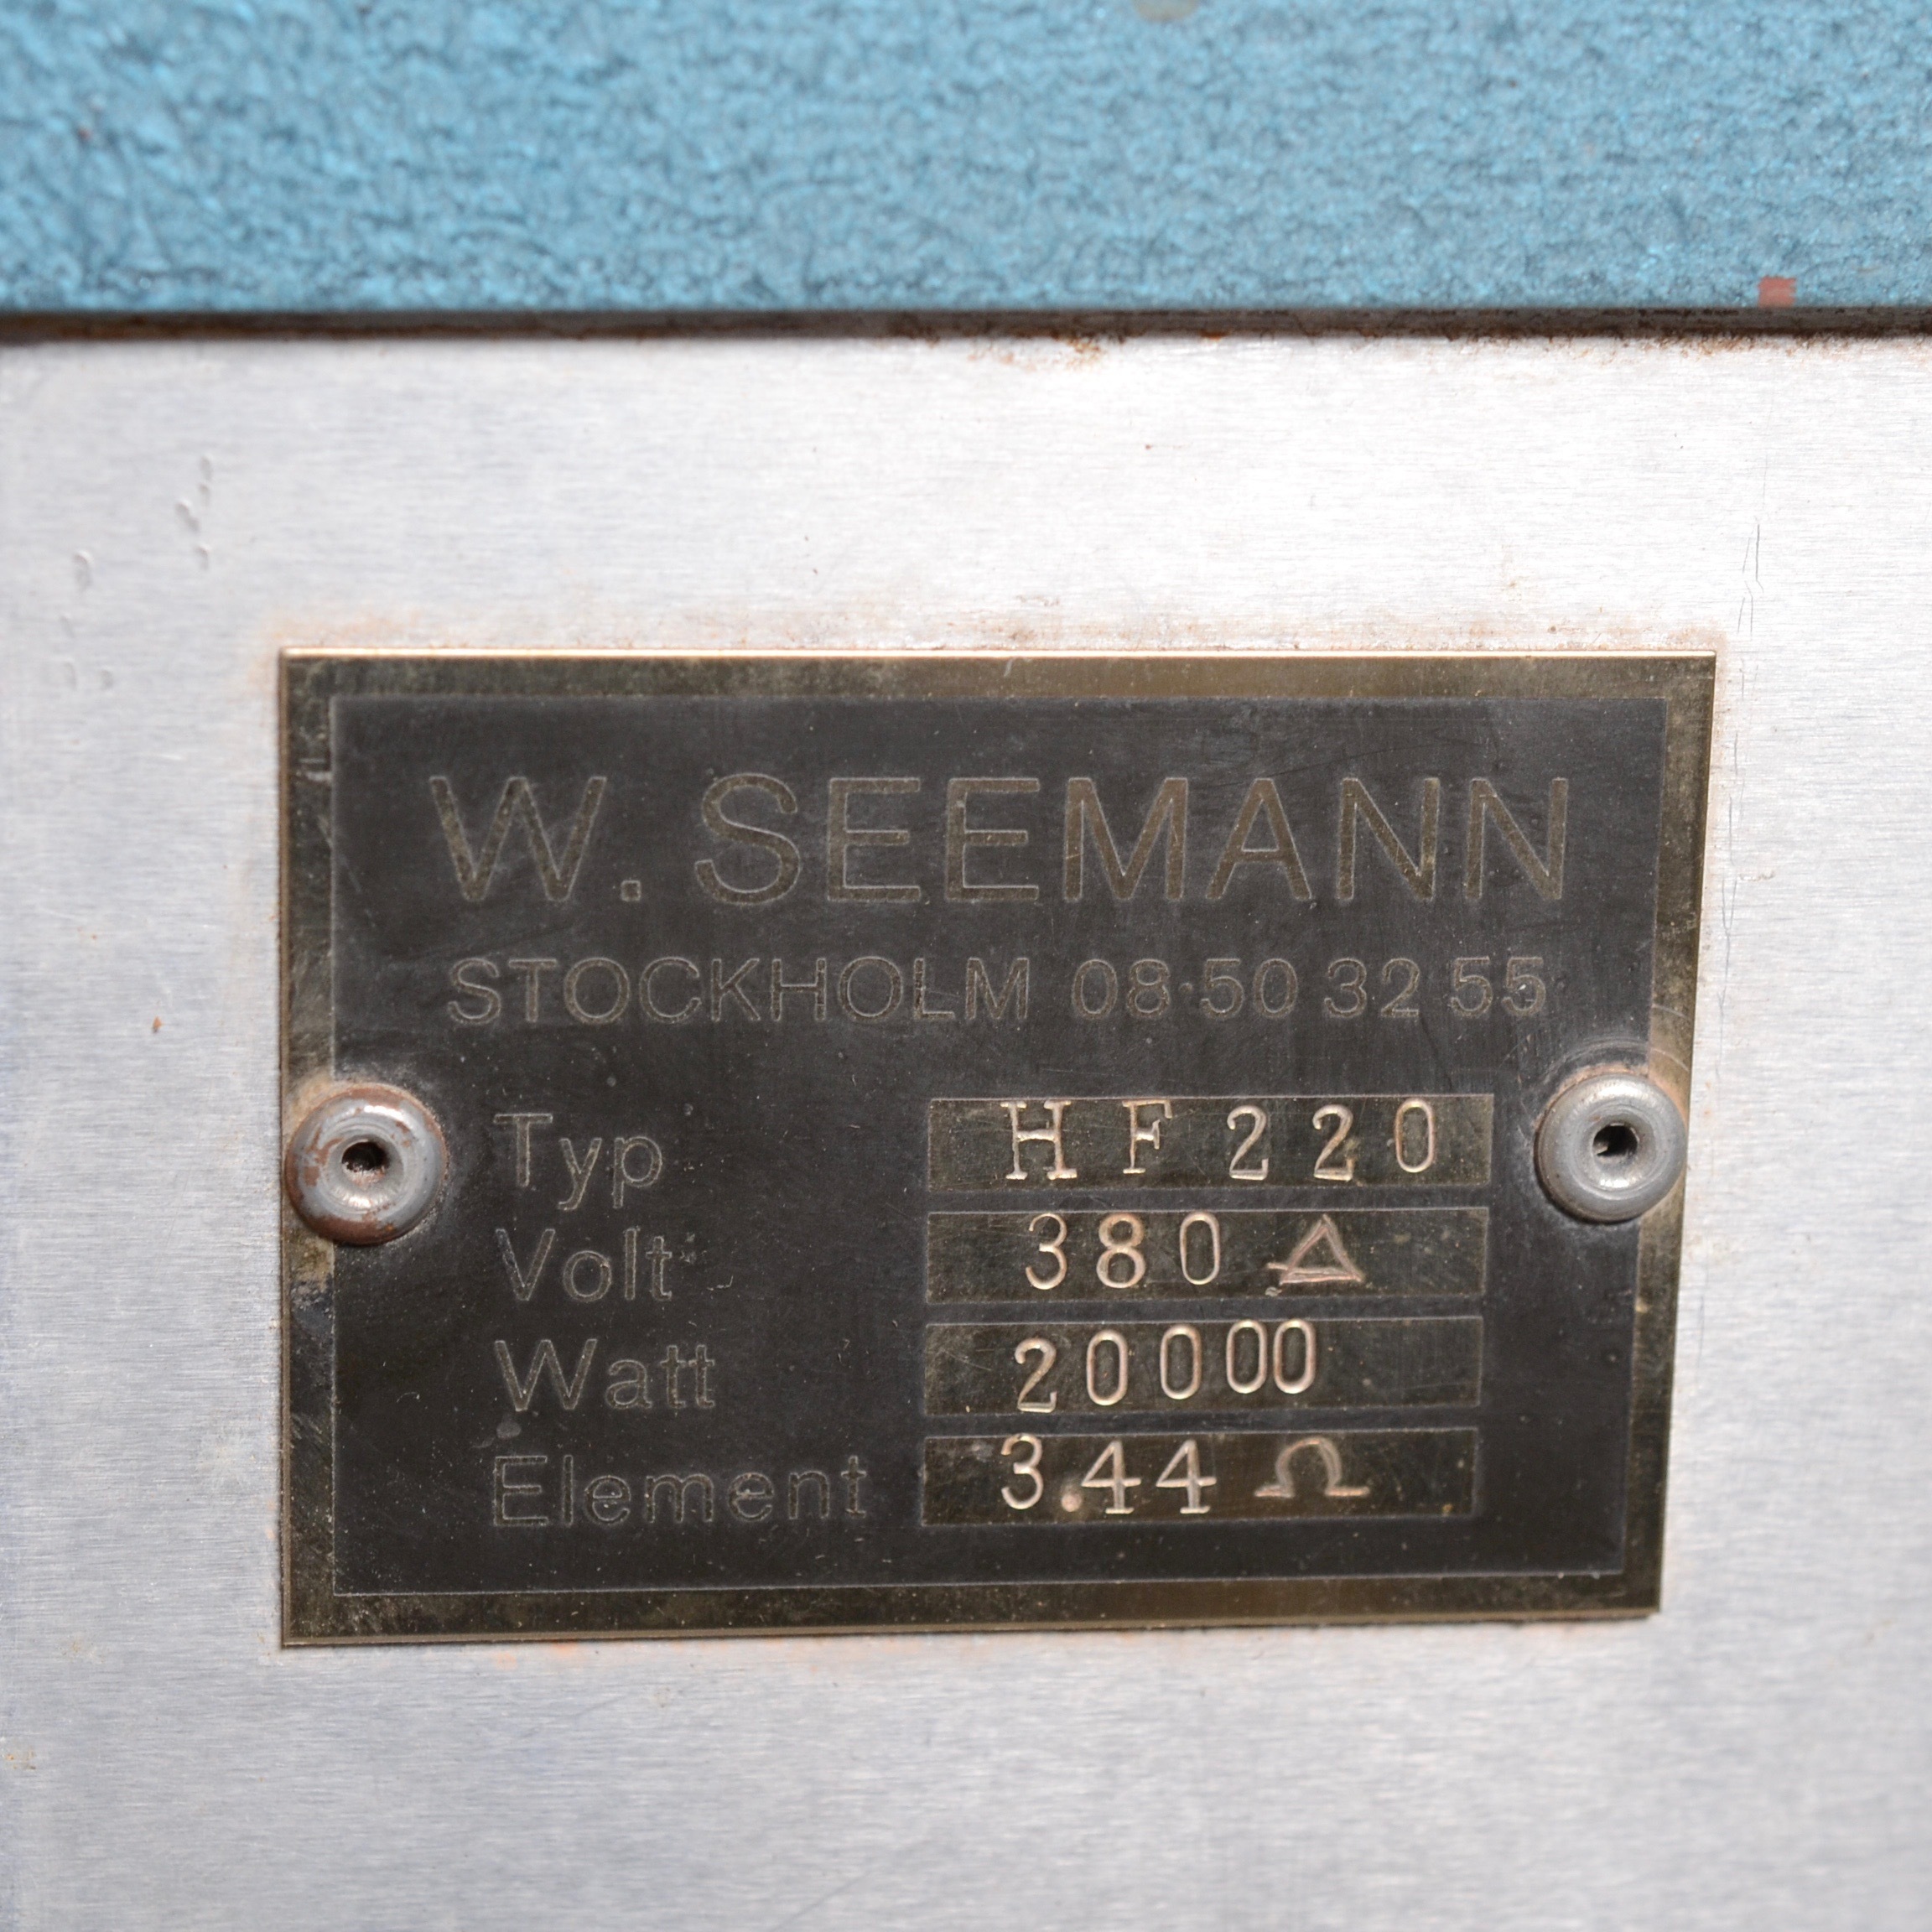 W. SEEMANN
STOCKHOLM 08·50 32 55
Typ HF220
Volt 380 Δ
Watt 20000
Element 3.44 Ω